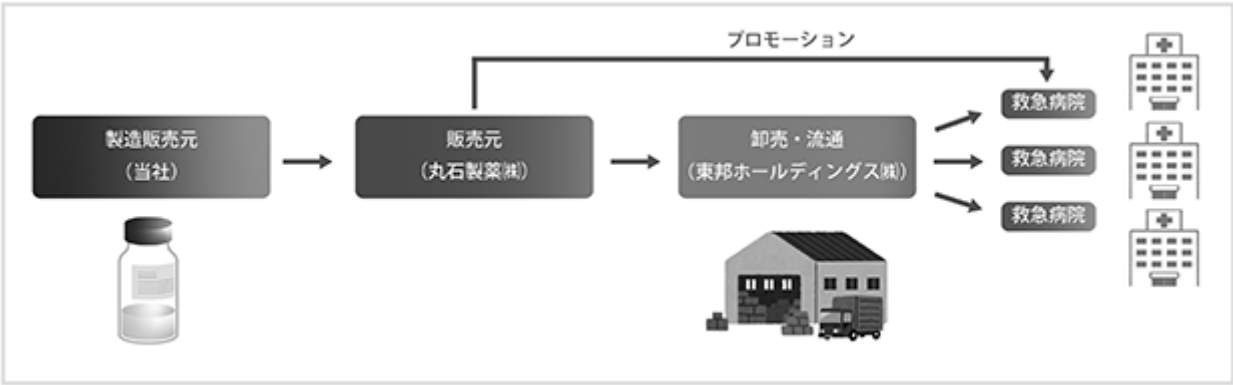 プロモーション
製造販売元
（当社）
販売元
（丸石製薬㈱）
卸売・流通
（東邦ホールディングス㈱）
救急病院
救急病院
救急病院